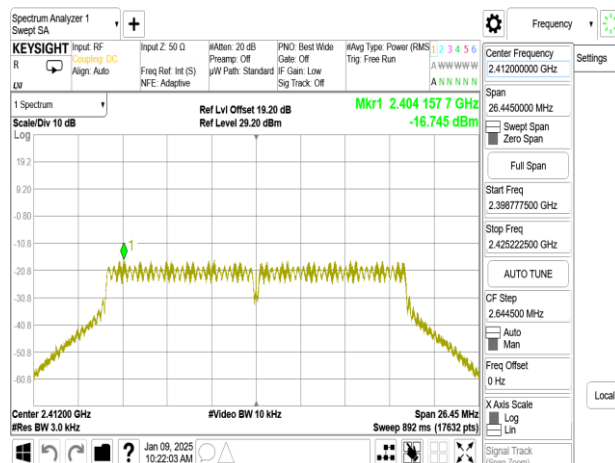 Spectrum Analyzer 1
Swept SA
Frequency
KEYSIGHT
R
LXI
Input: RF
Coupling: DC
Align: Auto
Input Z: 50 Ω
Freq Ref: Int (S)
NFE: Adaptive
#Atten: 20 dB
Preamp: Off
µW Path: Standard
PNO: Best Wide
Gate: Off
IF Gain: Low
Sig Track: Off
#Avg Type: Power (RMS
Trig: Free Run
1 2 3 4 5 6
A W W W W W
A N N N N N
1 Spectrum
Scale/Div 10 dB
Ref Lvl Offset 19.20 dB
Ref Level 29.20 dBm
Mkr1 2.404 157 7 GHz
-16.745 dBm
Log
19.2
9.20
-0.80
-10.8
-20.8
-30.8
-40.8
-50.8
-60.8
1
Center 2.41200 GHz
#Res BW 3.0 kHz
#Video BW 10 kHz
Span 26.45 MHz
Sweep 892 ms (17632 pts)
Jan 09, 2025
10:22:03 AM
Center Frequency
2.412000000 GHz
Span
26.4450000 MHz
Swept Span
Zero Span
Full Span
Start Freq
2.398777500 GHz
Stop Freq
2.425222500 GHz
AUTO TUNE
CF Step
2.644500 MHz
Auto
Man
Freq Offset
0 Hz
X Axis Scale
Log
Lin
Signal Track
(Span Zoom)
Settings
Local